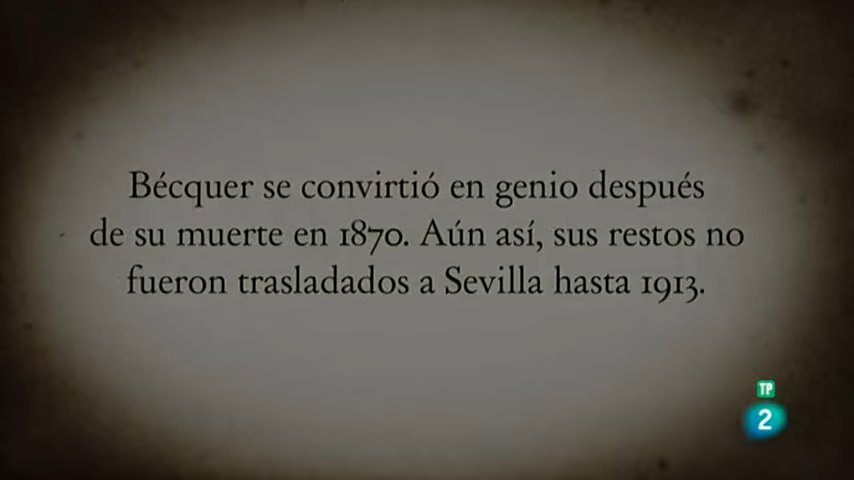 Bécquer se convirtió en genio después
de su muerte en 1870. Aún así, sus restos no
fueron trasladados a Sevilla hasta 1913.
TP
2